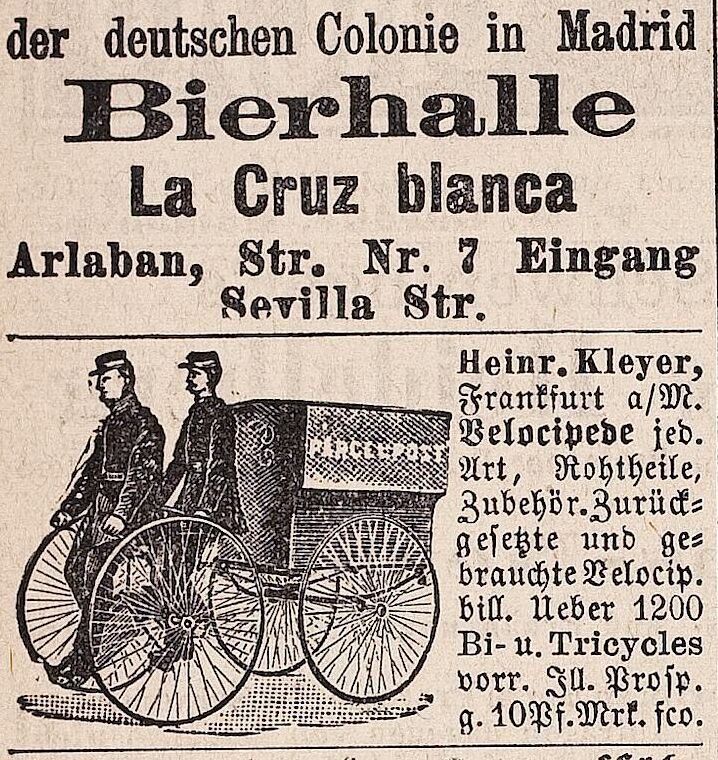 der deutschen Colonie in Madrid
Bierhalle
La Cruz blanca
Arlaban, Str. Nr. 7 Eingang
Sevilla Str.
PARCEL POST
Heinr. Kleyer,
Frankfurt a/M.
Velocipede jed.
Art, Rohtheile,
Zubehör. Zurück-
gesetzte und ge-
brauchte Velocip.
bill. Ueber 1200
Bi- u. Tricycles
vorr. Ill. Prosp.
g. 10Pf.Mrk. fco.